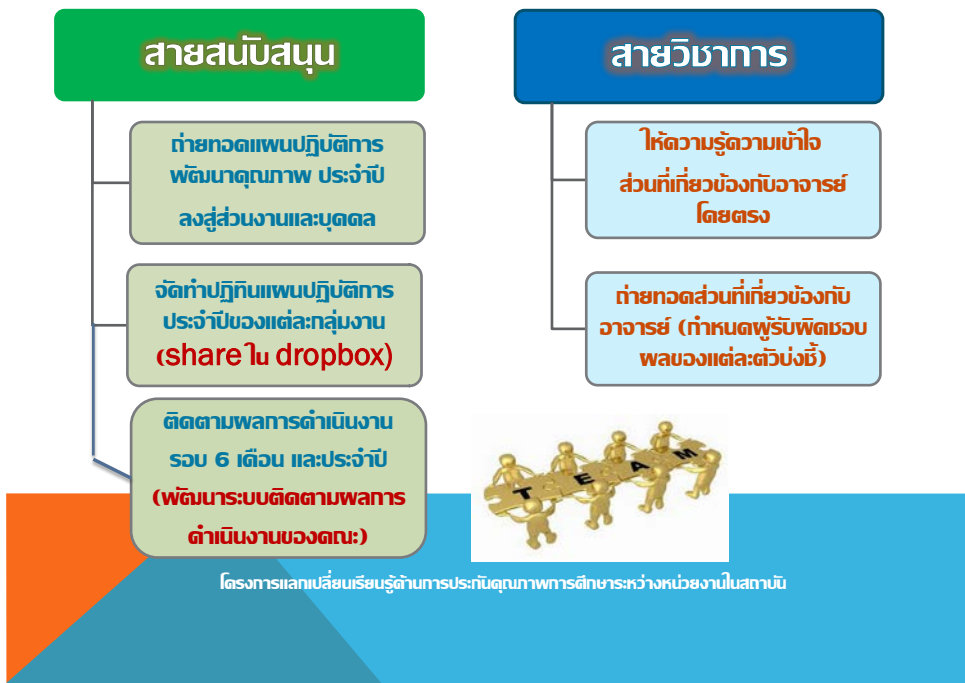 สายสนับสนุน
ถ่ายทอดแผนปฏิบัติการ
พัฒนาคุณภาพ ประจำปี
ลงสู่ส่วนงานและบุคคล
จัดทำปฏิทินแผนปฏิบัติการ
ประจำปีของแต่ละกลุ่มงาน
(share ใน dropbox)
ติดตามผลการดำเนินงาน
รอบ 6 เดือน และประจำปี
(พัฒนาระบบติดตามผลการ
ดำเนินงานของคณะ)
สายวิชาการ
ให้ความรู้ความเข้าใจ
ส่วนที่เกี่ยวข้องกับอาจารย์
โดยตรง
ถ่ายทอดส่วนที่เกี่ยวข้องกับ
อาจารย์ (กำหนดผู้รับผิดชอบ
ผลของแต่ละตัวบ่งชี้)
TEAM
โครงการแลกเปลี่ยนเรียนรู้ด้านการประกันคุณภาพการศึกษาระหว่างหน่วยงานในสถาบัน